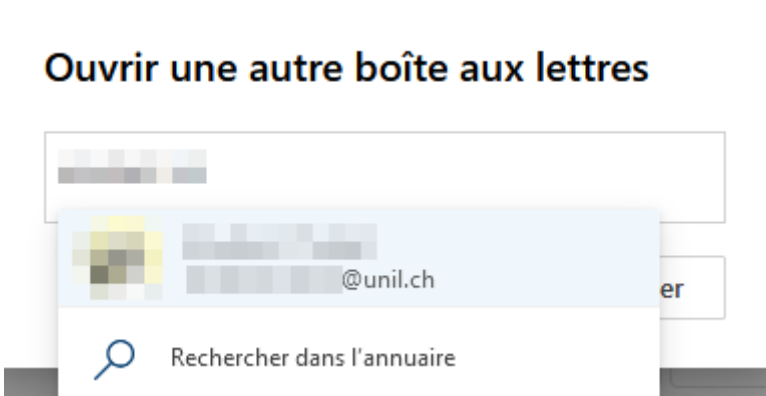 Ouvrir une autre boîte aux lettres
@unil.ch
er
Rechercher dans l'annuaire